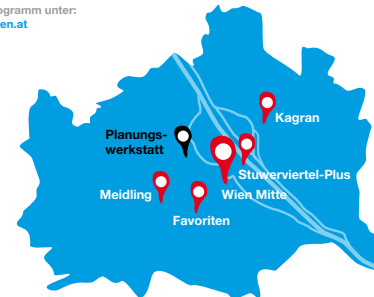 ogramm unter:
en.at
Kagran
Planungs-
werkstatt
Stuwerviertel-Plus
Meidling
Wien Mitte
Favoriten